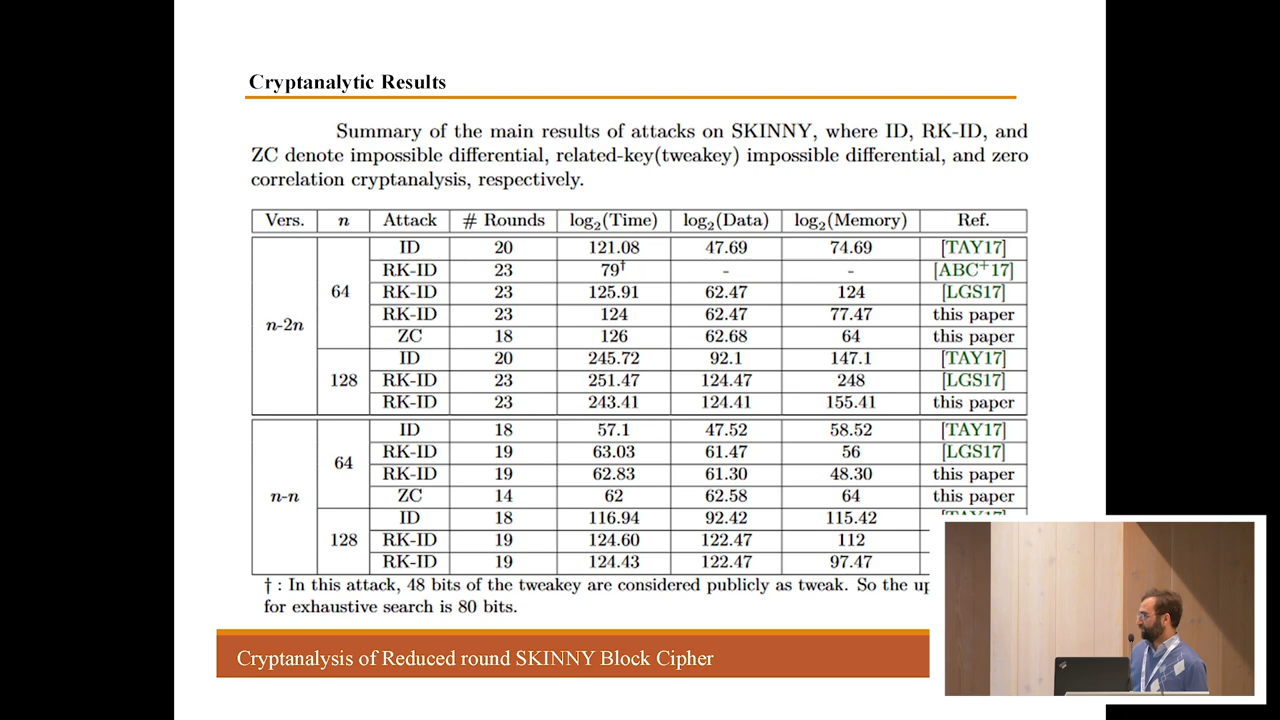 Cryptanalytic Results
Summary of the main results of attacks on SKINNY, where ID, RK-ID, and
ZC denote impossible differential, related-key(tweakey) impossible differential, and zero
correlation cryptanalysis, respectively.
Vers. n Attack # Rounds log₂(Time) log₂(Data) log₂(Memory) Ref.
n-2n 64 ID 20 121.08 47.69 74.69 [TAY17]
RK-ID 23 79† - - [ABC⁺17]
RK-ID 23 125.91 62.47 124 [LGS17]
RK-ID 23 124 62.47 77.47 this paper
ZC 18 126 62.68 64 this paper
128 ID 20 245.72 92.1 147.1 [TAY17]
RK-ID 23 251.47 124.47 248 [LGS17]
RK-ID 23 243.41 124.41 155.41 this paper
n-n 64 ID 18 57.1 47.52 58.52 [TAY17]
RK-ID 19 63.03 61.47 56 [LGS17]
RK-ID 19 62.83 61.30 48.30 this paper
ZC 14 62 62.58 64 this paper
128 ID 18 116.94 92.42 115.42
RK-ID 19 124.60 122.47 112
RK-ID 19 124.43 122.47 97.47
† : In this attack, 48 bits of the tweakey are considered publicly as tweak. So the
for exhaustive search is 80 bits.
Cryptanalysis of Reduced round SKINNY Block Cipher